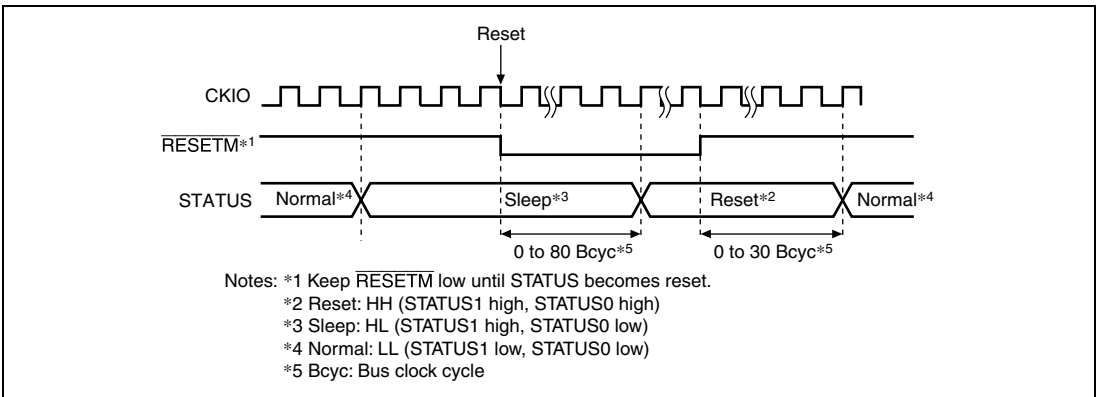 Reset
CKIO
RESETM*1
STATUS Normal*4 Sleep*3 Reset*2 Normal*4
0 to 80 Bcyc*5 0 to 30 Bcyc*5
Notes: *1 Keep RESETM low until STATUS becomes reset.
*2 Reset: HH (STATUS1 high, STATUS0 high)
*3 Sleep: HL (STATUS1 high, STATUS0 low)
*4 Normal: LL (STATUS1 low, STATUS0 low)
*5 Bcyc: Bus clock cycle